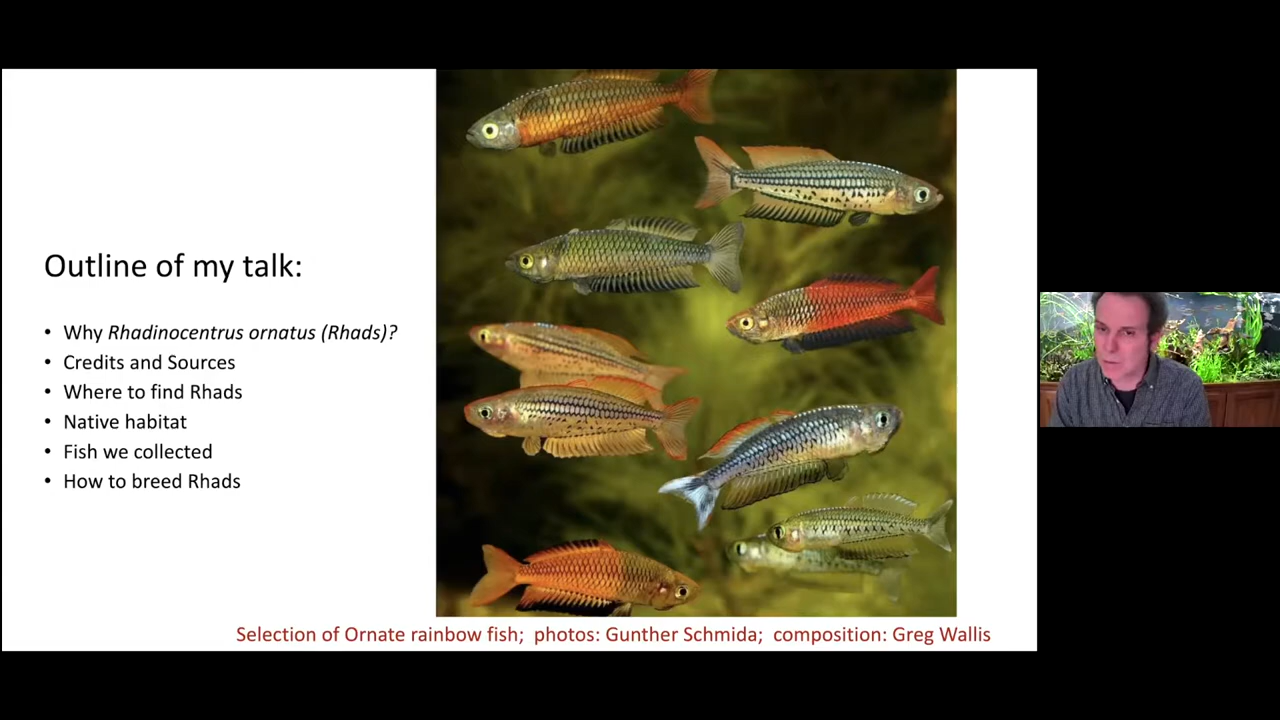 Outline of my talk:
• Why Rhadinocentrus ornatus (Rhads)?
• Credits and Sources
• Where to find Rhads
• Native habitat
• Fish we collected
• How to breed Rhads
Selection of Ornate rainbow fish; photos: Gunther Schmida; composition: Greg Wallis